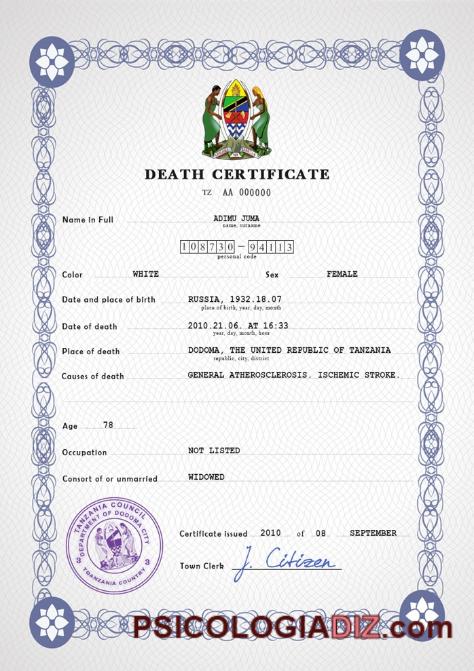 DEATH CERTIFICATE
TZ AA 000000
Name in Full ADIMU JUMA
name, surname
108730 – 94113
personal code
Color WHITE Sex FEMALE
Date and place of birth RUSSIA, 1932.18.07
place of birth, year, day, month
Date of death 2010.21.06. AT 16:33
year, day, month, hour
Place of death DODOMA, THE UNITED REPUBLIC OF TANZANIA
republic, city, district
Causes of death GENERAL ATHEROSCLEROSIS. ISCHEMIC STROKE.
Age 78
Occupation NOT LISTED
Consort of or unmarried WIDOWED
TANZANIA COUNCIL
DEPARTMENT OF DODOMA CITY
TOANZANIA COUNTRY
Certificate issued 2010 of 08 SEPTEMBER
Town Clerk J. Citizen
PSICOLOGIADIZ.com